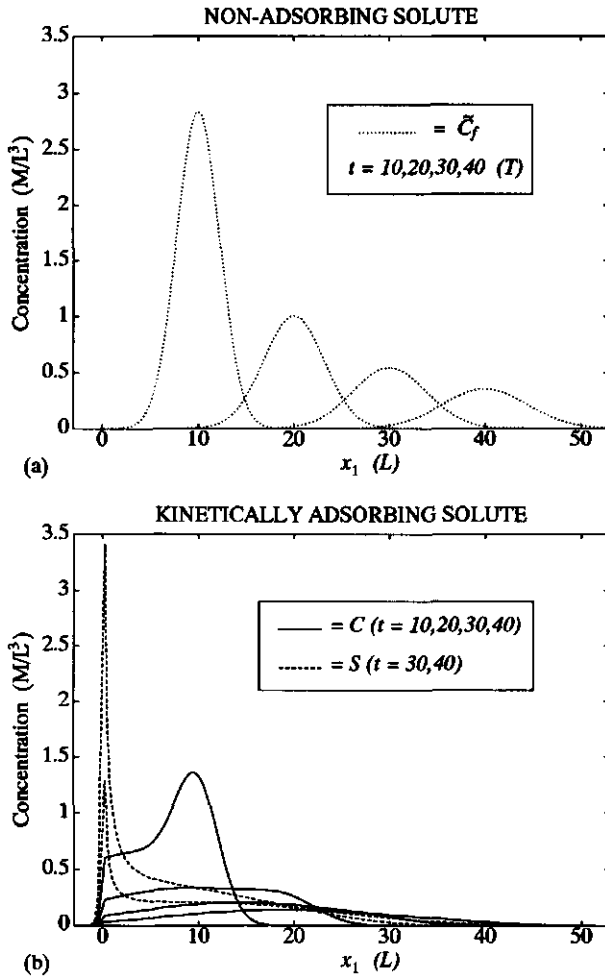 NON-ADSORBING SOLUTE
3.5
3
2.5
2
1.5
1
0.5
0
Concentration (M/L³)
= C̃f
t = 10,20,30,40 (T)
0 10 20 30 40 50
x₁ (L)
(a)
KINETICALLY ADSORBING SOLUTE
3.5
3
2.5
2
1.5
1
0.5
0
Concentration (M/L³)
= C (t = 10,20,30,40)
= S (t = 30,40)
0 10 20 30 40 50
x₁ (L)
(b)